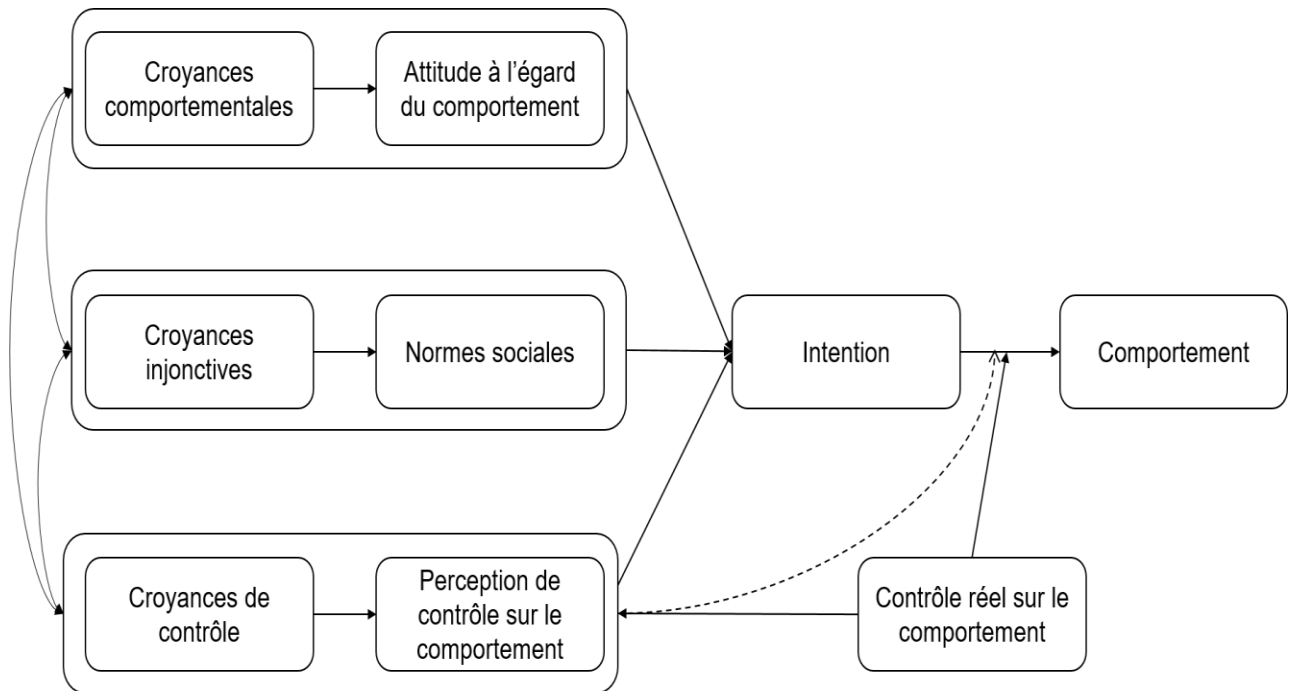 Croyances
comportementales
Attitude à l’égard
du comportement
Croyances
injonctives
Normes sociales
Intention
Comportement
Croyances de
contrôle
Perception de
contrôle sur le
comportement
Contrôle réel sur le
comportement